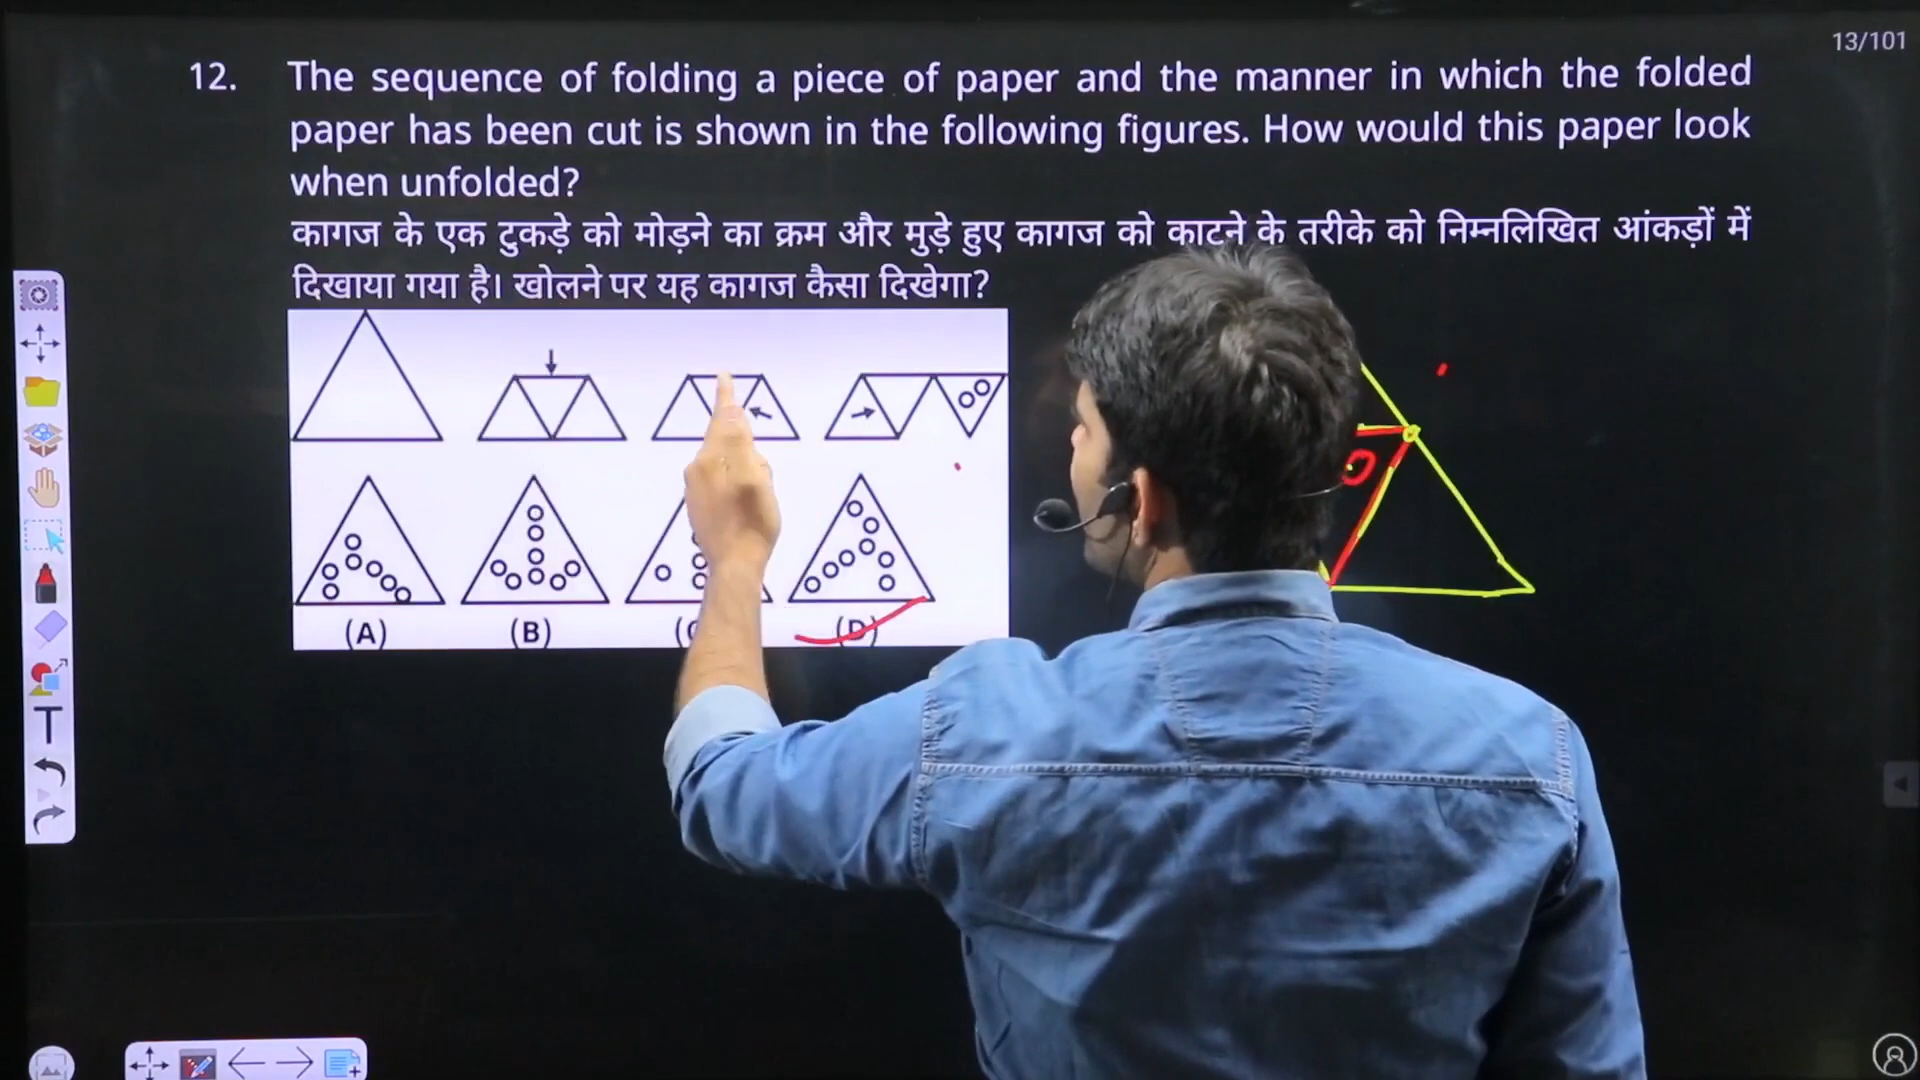 13/101
12. The sequence of folding a piece of paper and the manner in which the folded
paper has been cut is shown in the following figures. How would this paper look
when unfolded?
कागज के एक टुकड़े को मोड़ने का क्रम और मुड़े हुए कागज को काटने के तरीके को निम्नलिखित आंकड़ों में
दिखाया गया है। खोलने पर यह कागज कैसा दिखेगा?
(A) (B) (D)
T